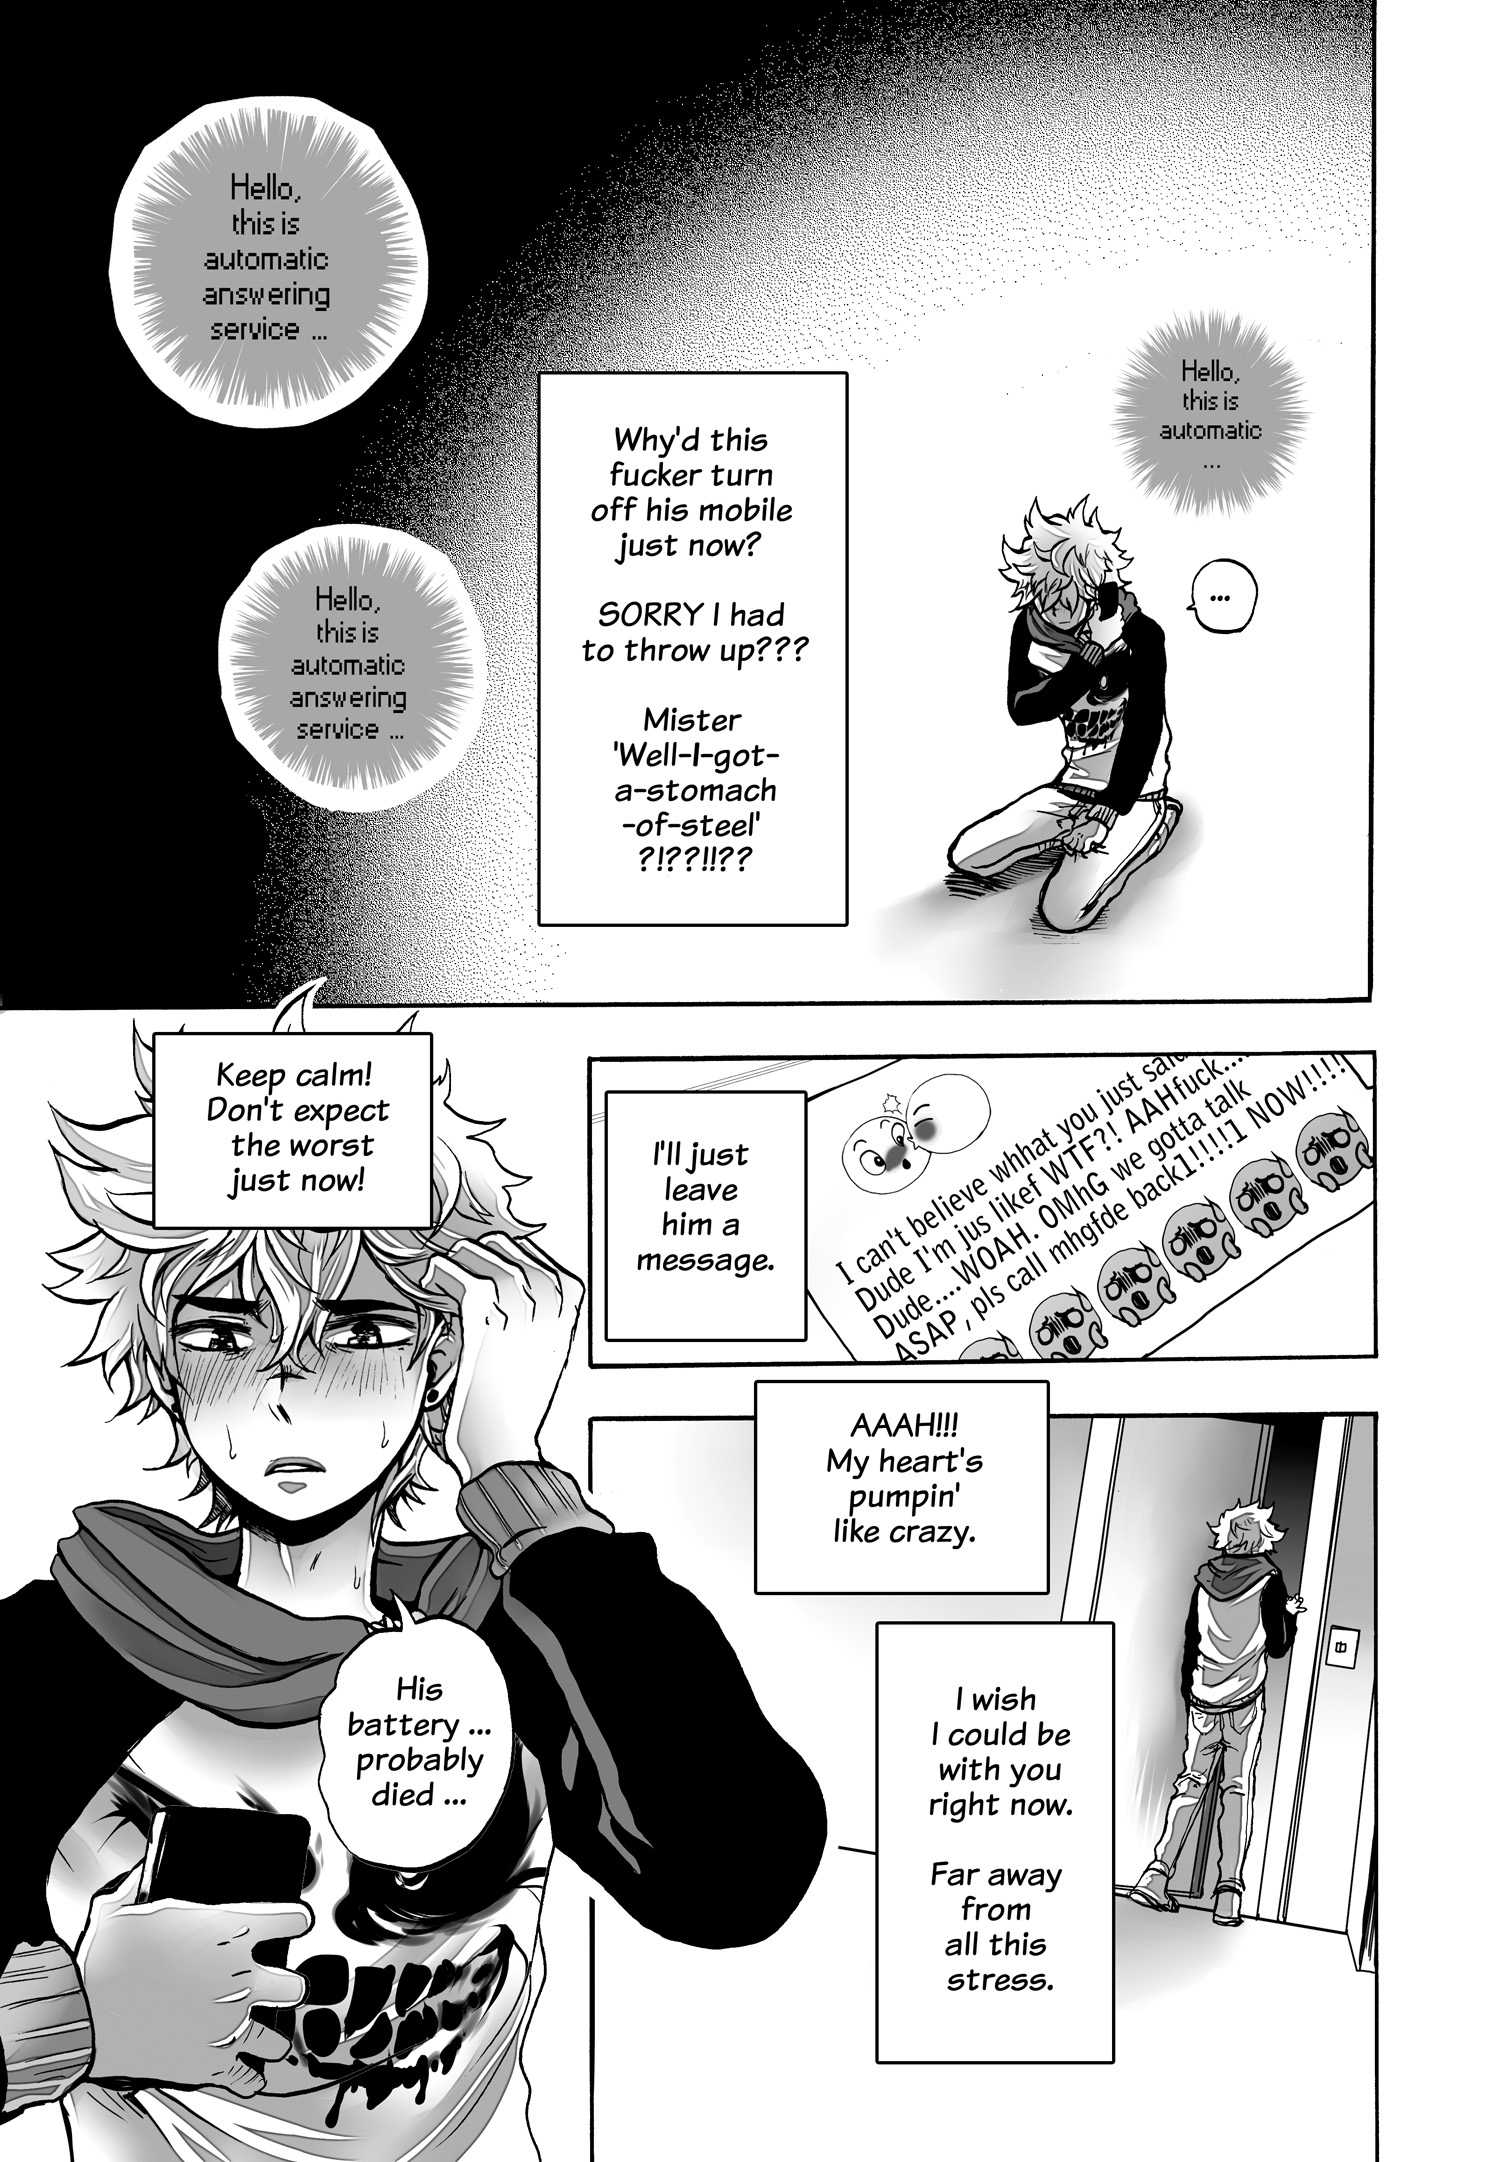 Hello,
this is
automatic
answering
service ...
Hello,
this is
automatic
answering
service ...
Why'd this
fucker turn
off his mobile
just now?
SORRY I had
to throw up???
Mister
'Well-I-got-
a-stomach
-of-steel'
?!??!!??
Hello,
this is
automatic
...
...
Keep calm!
Don't expect
the worst
just now!
His
battery ...
probably
died ...
I'll just
leave
him a
message.
I can't believe whhat you just said
Dude I'm jus likef WTF?! AAHfuck....
Dude....WOAH. OMhG we gotta talk
ASAP, pls call mhgfde back1!!!!1 NOW!!!!
AAAH!!!
My heart's
pumpin'
like crazy.
I wish
I could be
with you
right now.
Far away
from
all this
stress.